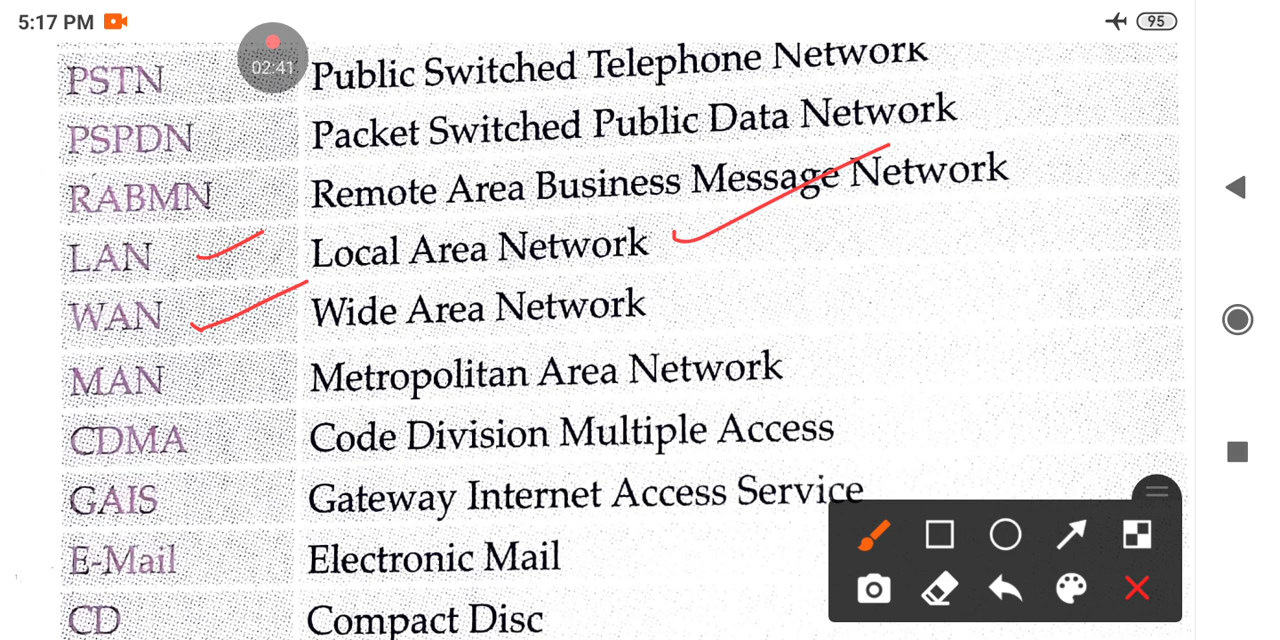 5:17 PM 95
02:41
PSTN Public Switched Telephone Network
PSPDN Packet Switched Public Data Network
RABMN Remote Area Business Message Network
LAN Local Area Network
WAN Wide Area Network
MAN Metropolitan Area Network
CDMA Code Division Multiple Access
GAIS Gateway Internet Access Service
E-Mail Electronic Mail
CD Compact Disc